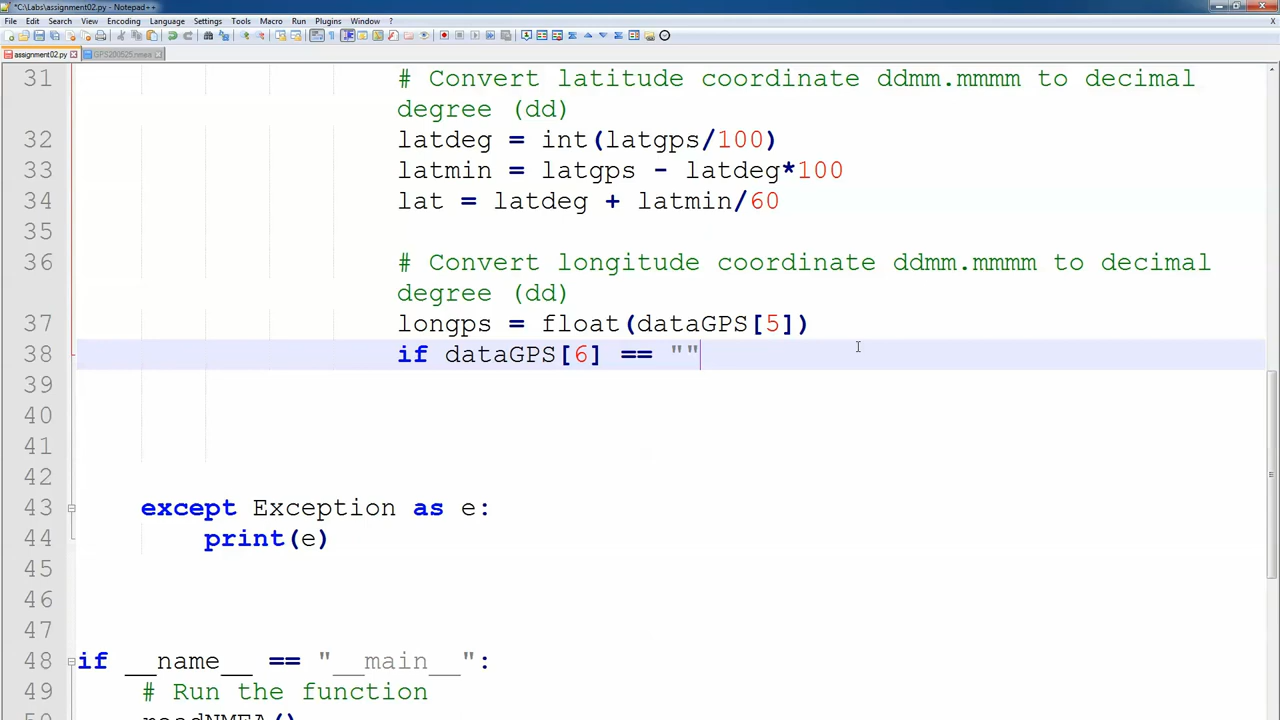 *C:\Labs\assignment02.py - Notepad++
File Edit Search View Encoding Language Settings Tools Macro Run Plugins Window ?
assignment02.py GPS200525.nmea
31 # Convert latitude coordinate ddmm.mmmm to decimal
degree (dd)
32 latdeg = int(latgps/100)
33 latmin = latgps - latdeg*100
34 lat = latdeg + latmin/60
35
36 # Convert longitude coordinate ddmm.mmmm to decimal
degree (dd)
37 longps = float(dataGPS[5])
38 if dataGPS[6] == ""
39
40
41
42
43 except Exception as e:
44 print(e)
45
46
47
48 if __name__ == "__main__":
49 # Run the function
50 readNMEA()